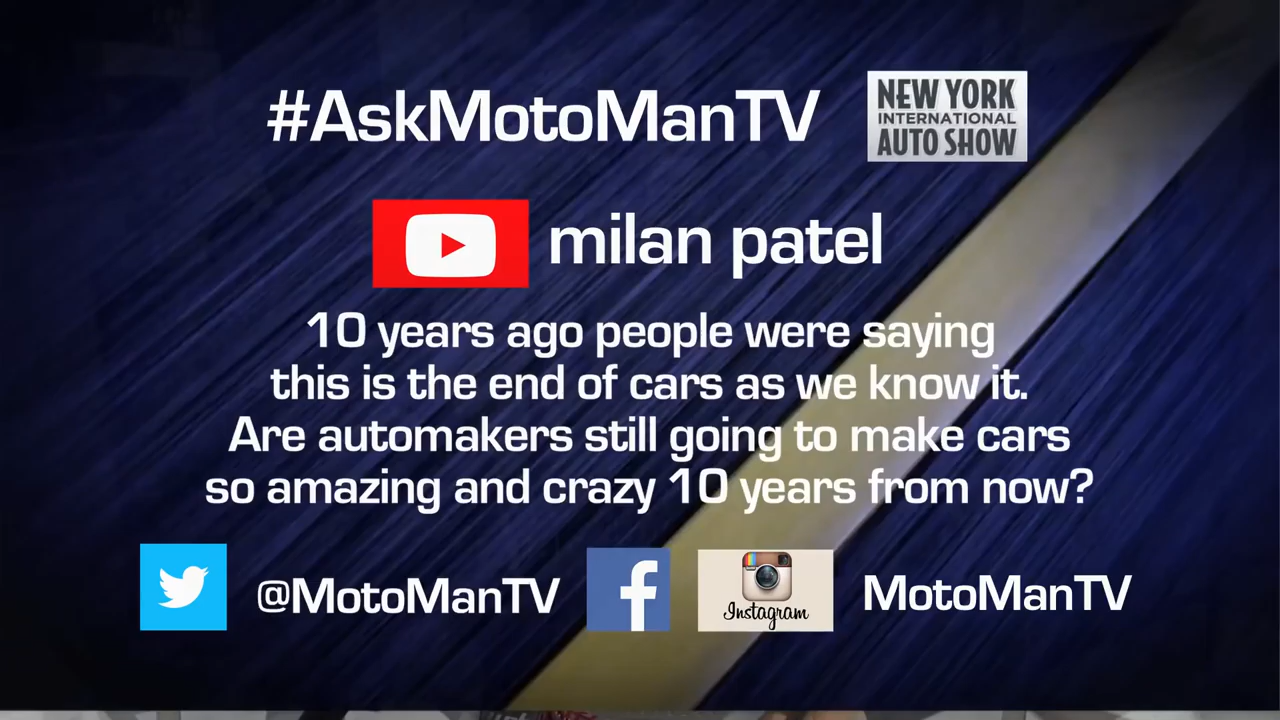 #AskMotoManTV
NEW YORK
INTERNATIONAL
AUTO SHOW
milan patel
10 years ago people were saying
this is the end of cars as we know it.
Are automakers still going to make cars
so amazing and crazy 10 years from now?
@MotoManTV
f
Instagram
MotoManTV